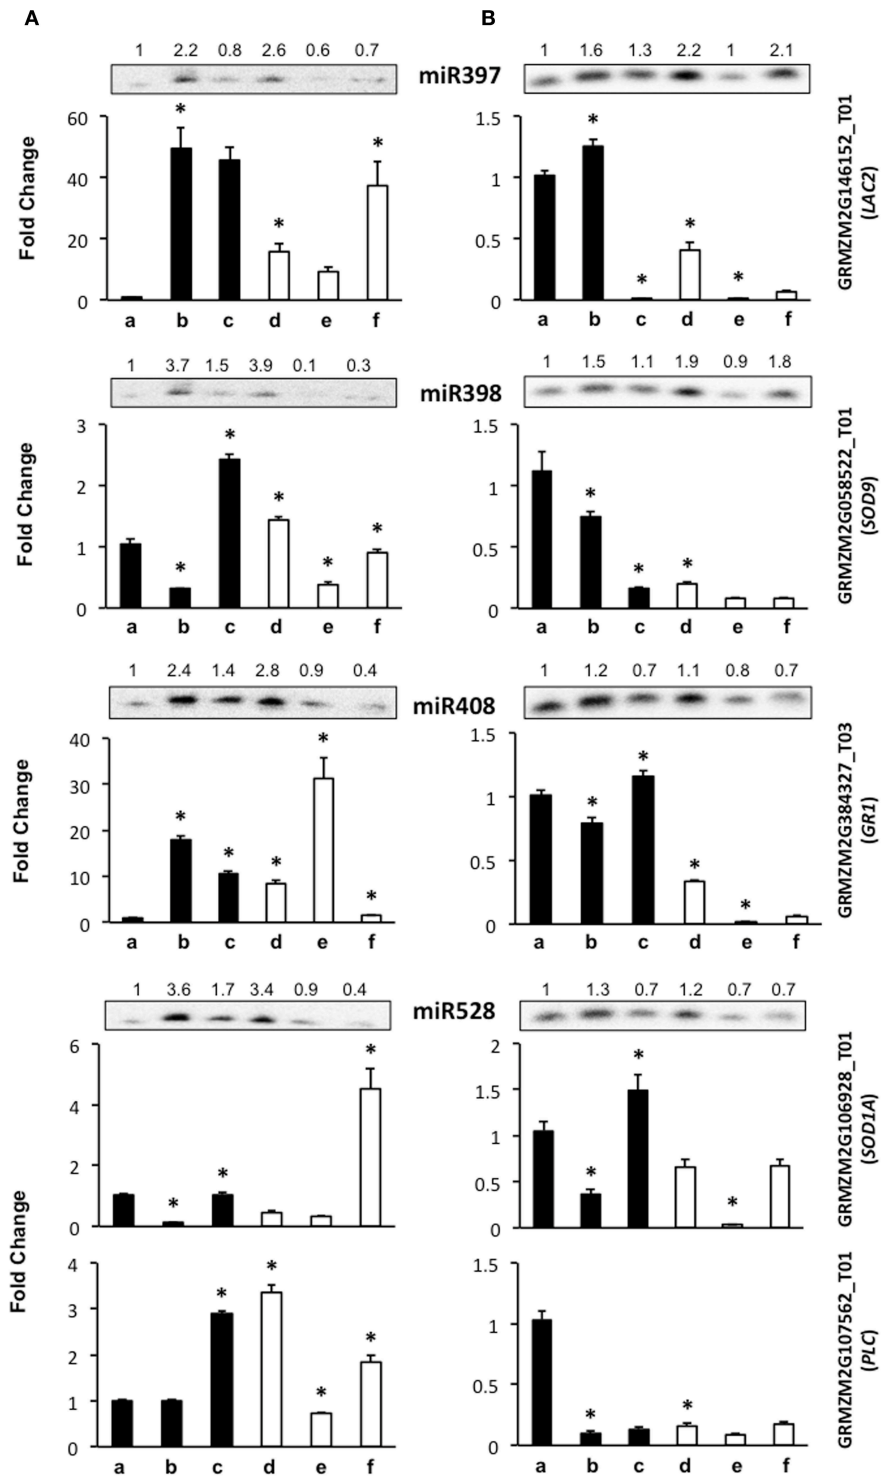 A B
1 2.2 0.8 2.6 0.6 0.7
miR397
1 1.6 1.3 2.2 1 2.1
Fold Change
60
40
20
0
* * *
a b c d e f
1.5
1
0.5
0
* * * *
a b c d e f
GRMZM2G146152_T01
(LAC2)
1 3.7 1.5 3.9 0.1 0.3
miR398
1 1.5 1.1 1.9 0.9 1.8
Fold Change
3
2
1
0
* * * * *
a b c d e f
1.5
1
0.5
0
* * *
a b c d e f
GRMZM2G058522_T01
(SOD9)
1 2.4 1.4 2.8 0.9 0.4
miR408
1 1.2 0.7 1.1 0.8 0.7
Fold Change
40
30
20
10
0
* * * * *
a b c d e f
1.5
1
0.5
0
* * * *
a b c d e f
GRMZM2G384327_T03
(GR1)
1 3.6 1.7 3.4 0.9 0.4
miR528
1 1.3 0.7 1.2 0.7 0.7
6
4
2
0
* * *
2
1.5
1
0.5
0
* * *
GRMZM2G106928_T01
(SOD1A)
Fold Change
4
3
2
1
0
* * * *
a b c d e f
1.5
1
0.5
0
* *
a b c d e f
GRMZM2G107562_T01
(PLC)